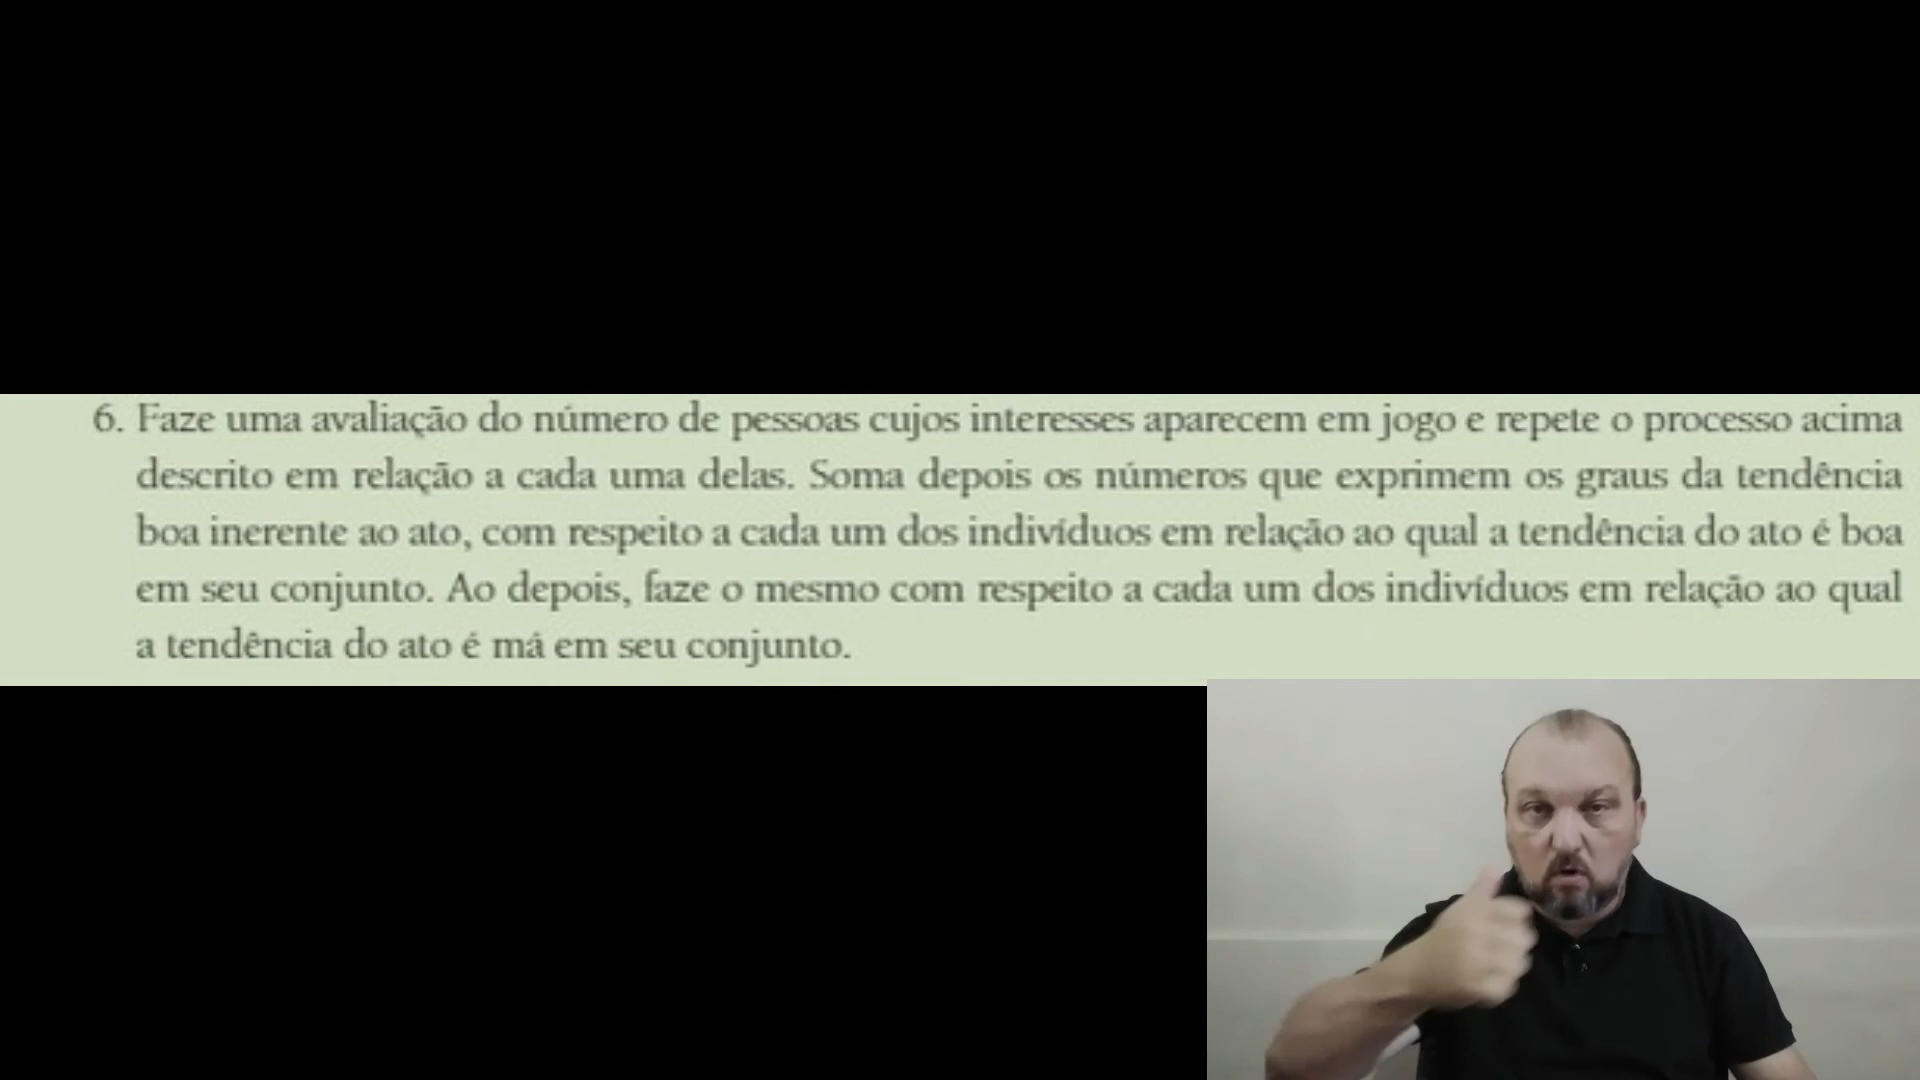 6. Faze uma avaliação do número de pessoas cujos interesses aparecem em jogo e repete o processo acima
descrito em relação a cada uma delas. Soma depois os números que exprimem os graus da tendência
boa inerente ao ato, com respeito a cada um dos indivíduos em relação ao qual a tendência do ato é boa
em seu conjunto. Ao depois, faze o mesmo com respeito a cada um dos indivíduos em relação ao qual
a tendência do ato é má em seu conjunto.